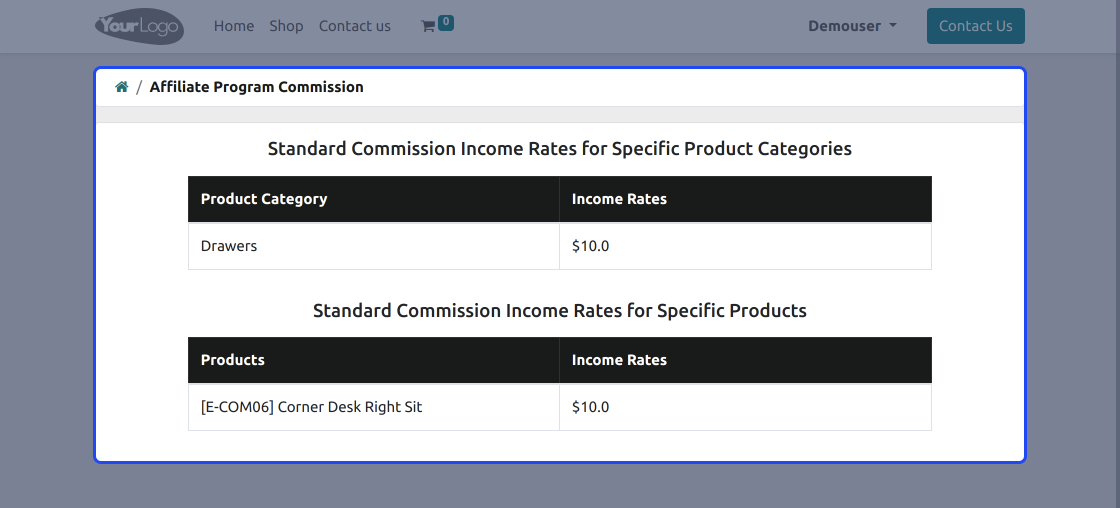 YourLogo Home Shop Contact us 0 Demouser Contact Us
/ Affiliate Program Commission
Standard Commission Income Rates for Specific Product Categories
Product Category Income Rates
Drawers $10.0
Standard Commission Income Rates for Specific Products
Products Income Rates
[E-COM06] Corner Desk Right Sit $10.0